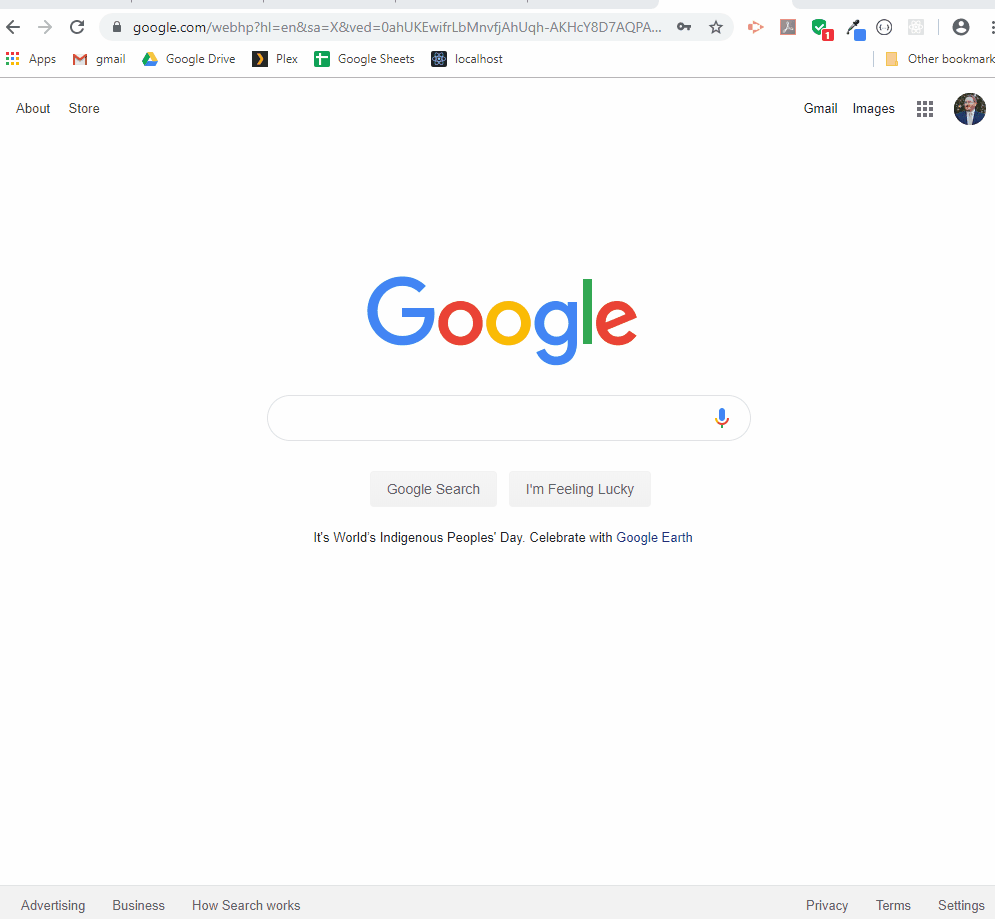 google.com/webhp?hl=en&sa=X&ved=0ahUKEwifrLbMnvfjAhUqh-AKHcY8D7AQPA...
1
Apps gmail Google Drive Plex Google Sheets localhost Other bookmark
About Store Gmail Images
Google
Google Search I'm Feeling Lucky
It's World's Indigenous Peoples' Day. Celebrate with Google Earth
Advertising Business How Search works Privacy Terms Settings